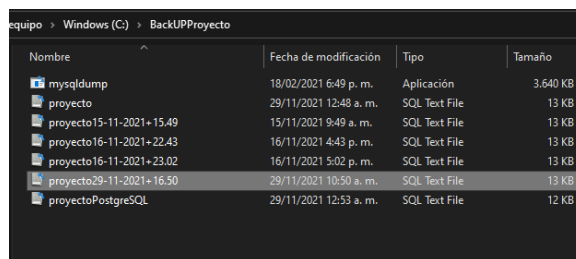 equipo > Windows (C:) > BackUPProyecto
Nombre Fecha de modificación Tipo Tamaño
mysqldump 18/02/2021 6:49 p. m. Aplicación 3.640 KB
proyecto 29/11/2021 12:48 a. m. SQL Text File 13 KB
proyecto15-11-2021+15.49 15/11/2021 9:49 a. m. SQL Text File 13 KB
proyecto16-11-2021+22.43 16/11/2021 4:43 p. m. SQL Text File 13 KB
proyecto16-11-2021+23.02 16/11/2021 5:02 p. m. SQL Text File 13 KB
proyecto29-11-2021+16.50 29/11/2021 10:50 a. m. SQL Text File 13 KB
proyectoPostgreSQL 29/11/2021 12:53 a. m. SQL Text File 12 KB